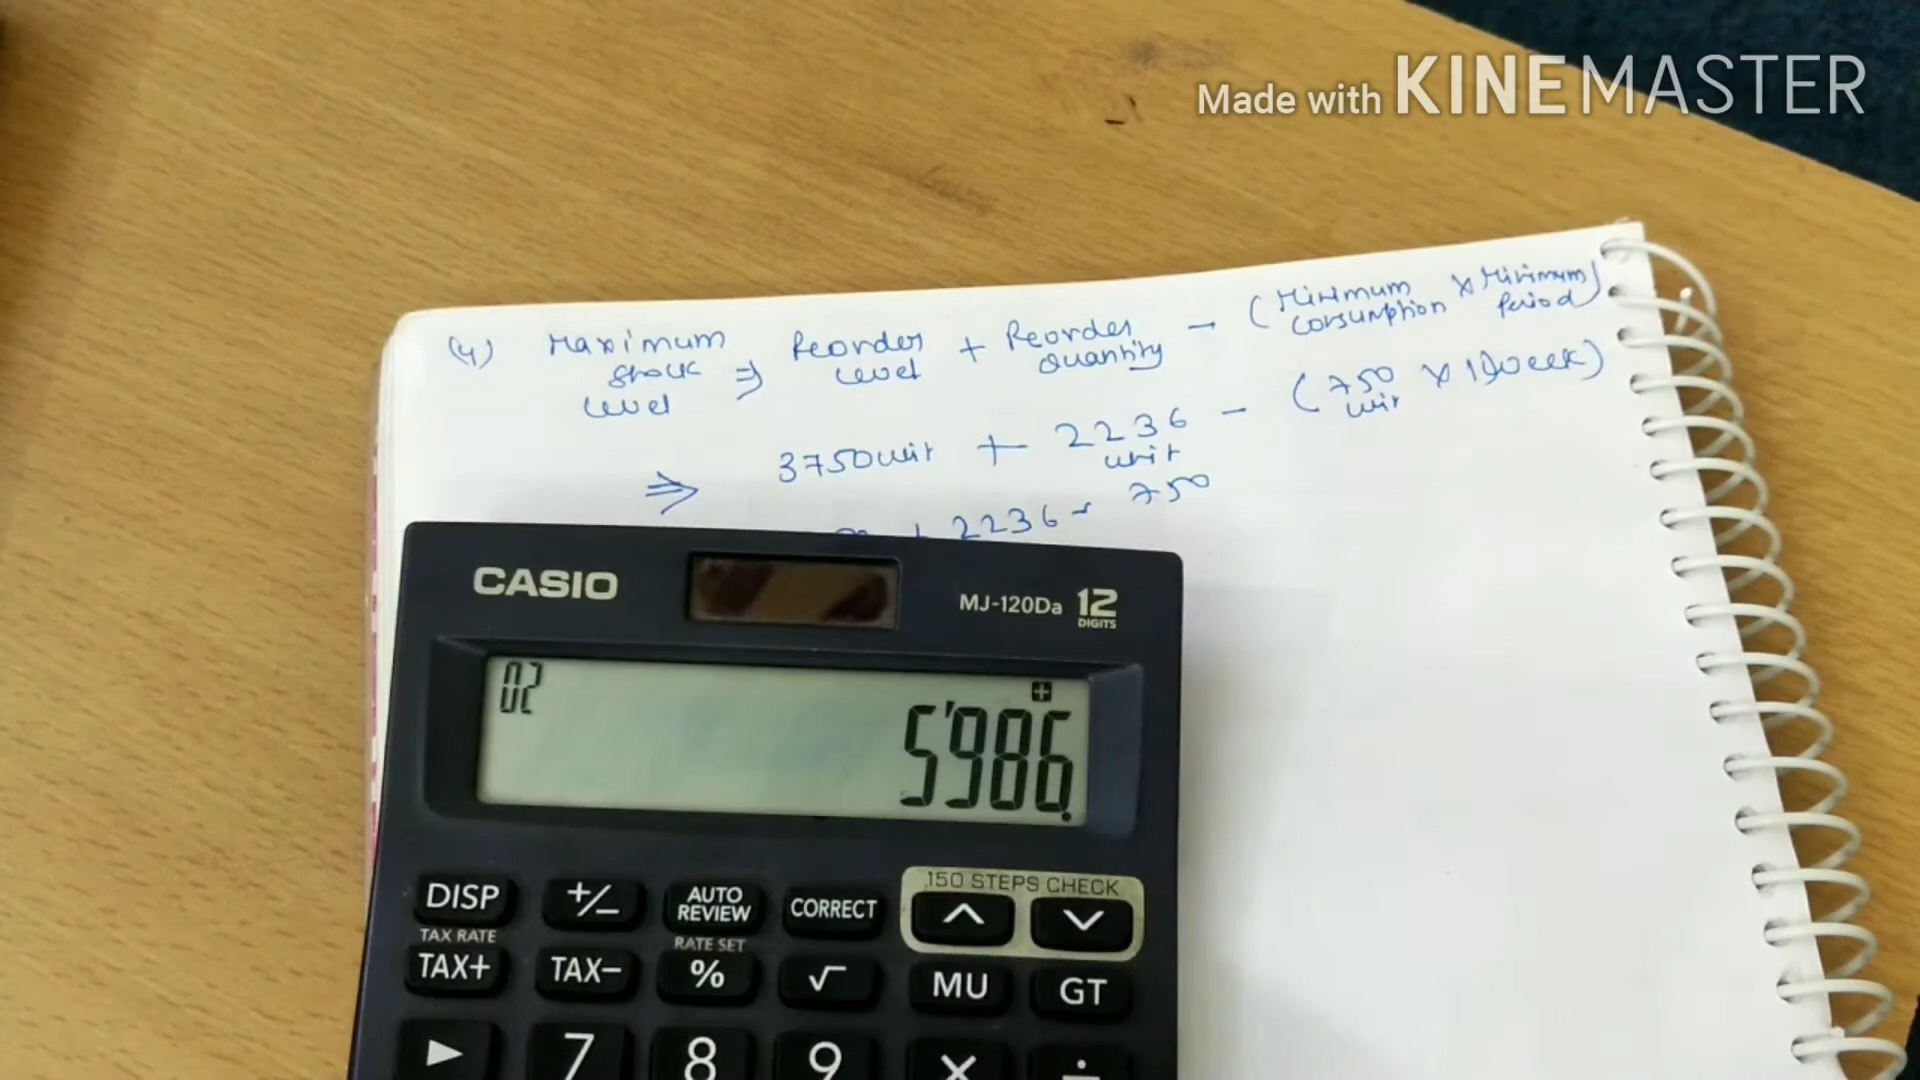 Made with KINEMASTER
(4) Maximum Stock Level ⇒ Reorder Level + Reorder Quantity − (Minimum Consumption × Minimum Period)
⇒ 3750 unit + 2236 unit − (750 unit × 1 Week)
+ 2236 - 750
CASIO
MJ-120Da 12 DIGITS
02
+
5'986.
150 STEPS CHECK
DISP +/− AUTO REVIEW CORRECT ∧ ∨
TAX RATE RATE SET
TAX+ TAX− % √ MU GT
▶ 7 8 9 × ÷